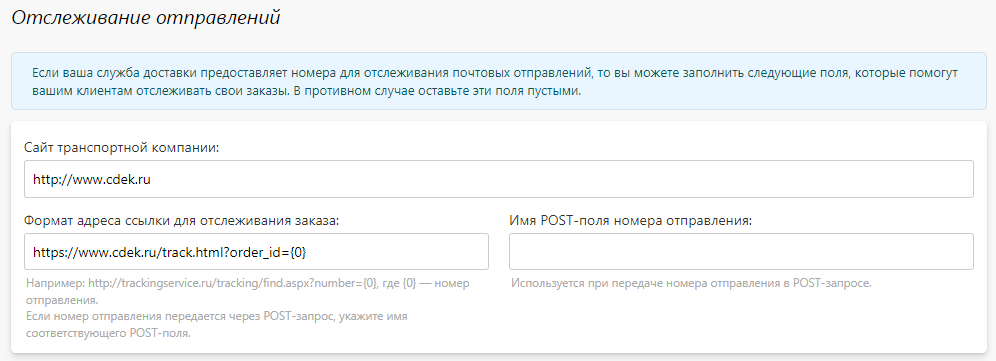 Отслеживание отправлений
Если ваша служба доставки предоставляет номера для отслеживания почтовых отправлений, то вы можете заполнить следующие поля, которые помогут
вашим клиентам отслеживать свои заказы. В противном случае оставьте эти поля пустыми.
Сайт транспортной компании:
http://www.cdek.ru
Формат адреса ссылки для отслеживания заказа:
https://www.cdek.ru/track.html?order_id={0}
Например: http://trackingservice.ru/tracking/find.aspx?number={0}, где {0} — номер
отправления.
Если номер отправления передается через POST-запрос, укажите имя
соответствующего POST-поля.
Имя POST-поля номера отправления:
Используется при передаче номера отправления в POST-запросе.